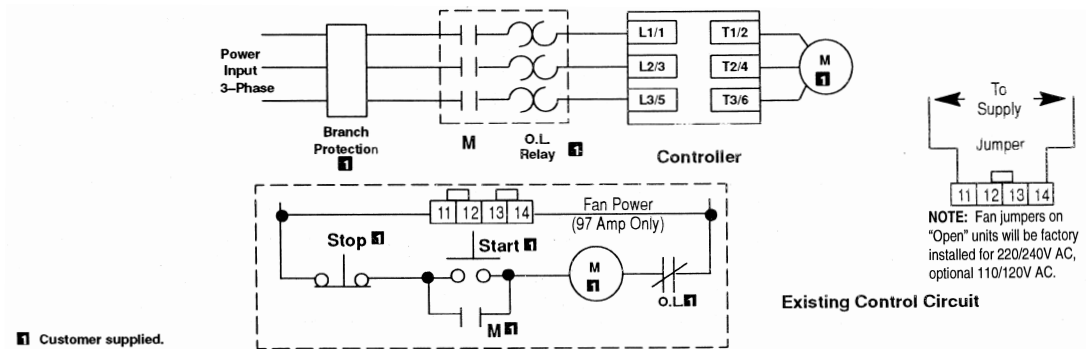 Power
Input
3–Phase
Branch
Protection
1
M
O.L.
Relay 1
L1/1
L2/3
L3/5
T1/2
T2/4
T3/6
Controller
M
1
To
Supply
Jumper
11 12 13 14
NOTE: Fan jumpers on
“Open” units will be factory
installed for 220/240V AC,
optional 110/120V AC.
11 12 13 14
Fan Power
(97 Amp Only)
Stop 1
Start 1
M
1
O.L. 1
M 1
Existing Control Circuit
1 Customer supplied.